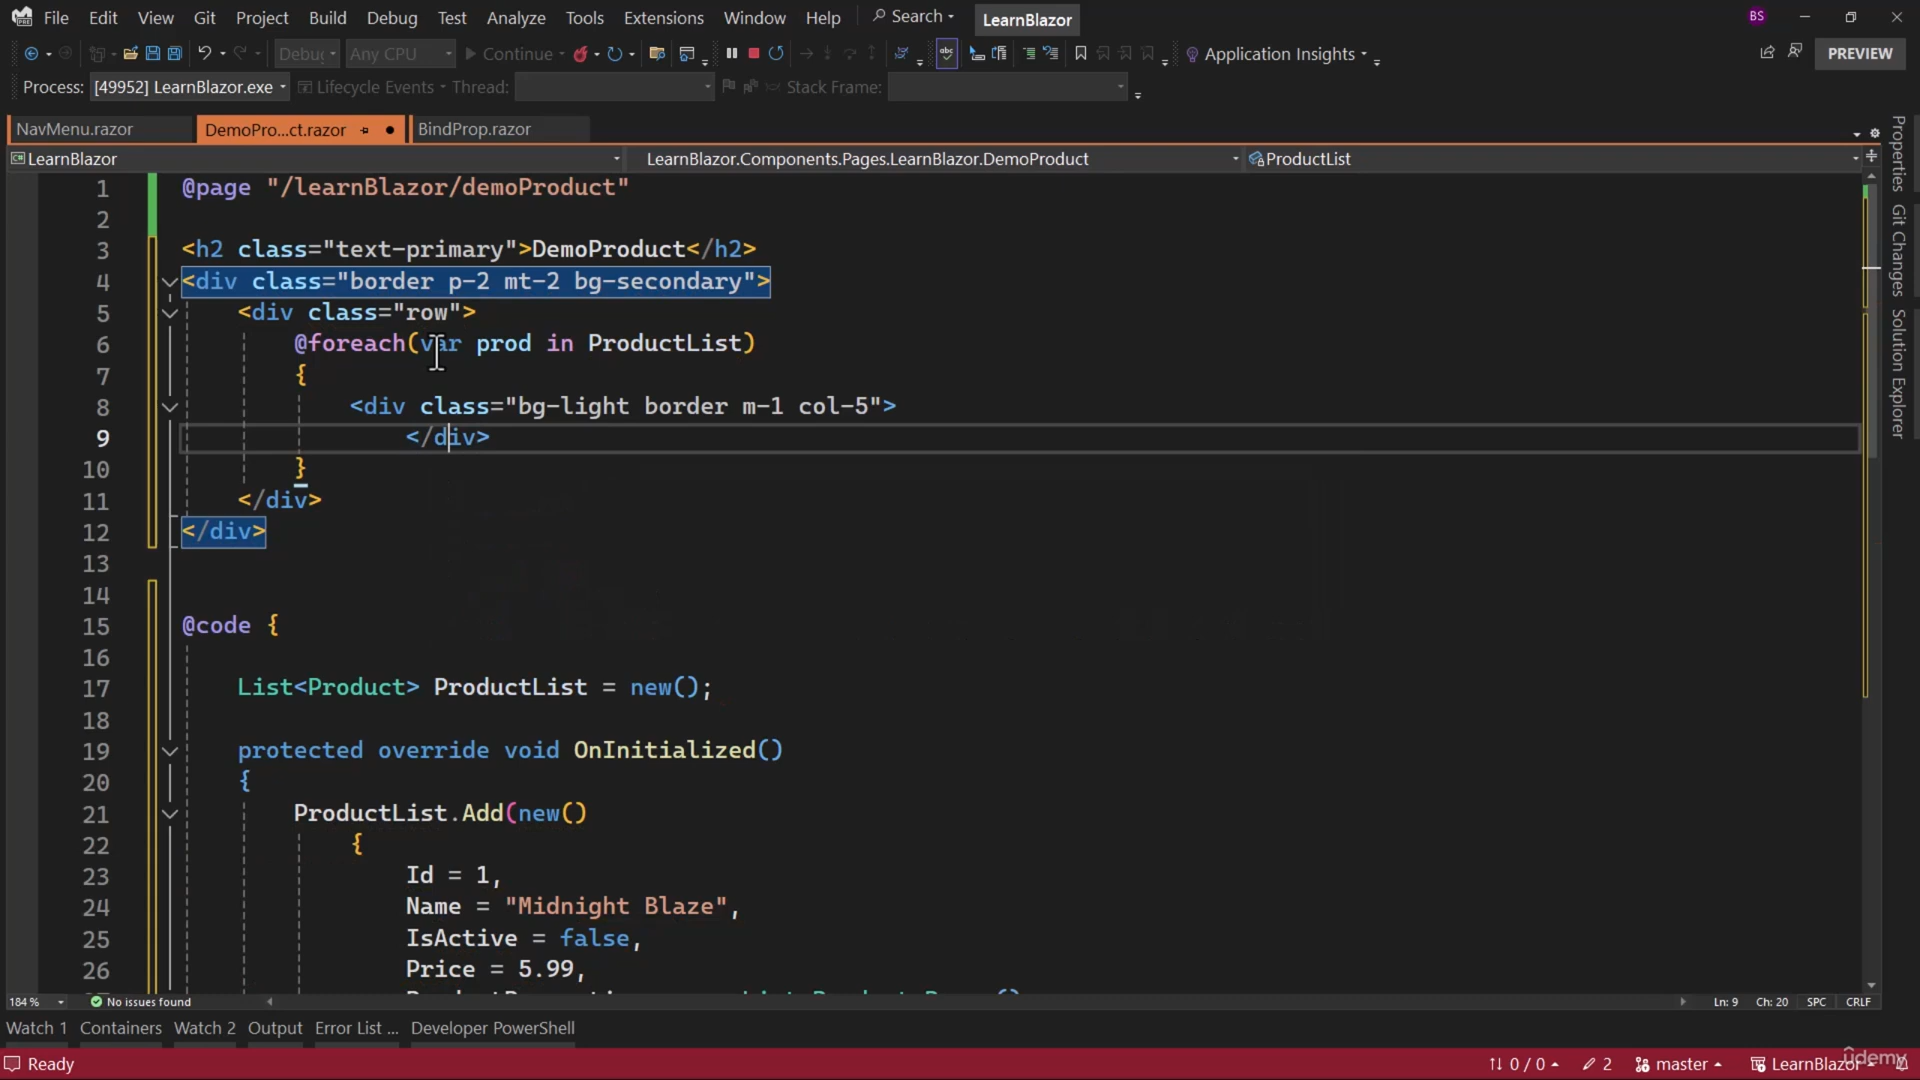 File Edit View Git Project Build Debug Test Analyze Tools Extensions Window Help Search LearnBlazor BS
Debug Any CPU Continue Application Insights PREVIEW
Process: [49952] LearnBlazor.exe Lifecycle Events Thread: Stack Frame:
NavMenu.razor DemoPro...ct.razor BindProp.razor
LearnBlazor LearnBlazor.Components.Pages.LearnBlazor.DemoProduct ProductList
1 @page "/learnBlazor/demoProduct"
2
3 <h2 class="text-primary">DemoProduct</h2>
4 <div class="border p-2 mt-2 bg-secondary">
5 <div class="row">
6 @foreach(var prod in ProductList)
7 {
8 <div class="bg-light border m-1 col-5">
9 </div>
10 }
11 </div>
12 </div>
13
14
15 @code {
16
17 List<Product> ProductList = new();
18
19 protected override void OnInitialized()
20 {
21 ProductList.Add(new()
22 {
23 Id = 1,
24 Name = "Midnight Blaze",
25 IsActive = false,
26 Price = 5.99,
Properties
Git Changes
Solution Explorer
184 % No issues found Ln: 9 Ch: 20 SPC CRLF
Watch 1 Containers Watch 2 Output Error List ... Developer PowerShell
Ready 0 / 0 2 master LearnBlazor
udemy